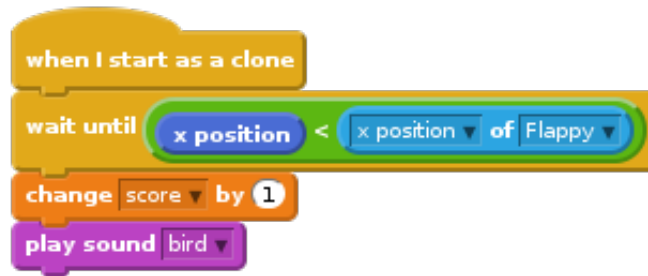 when I start as a clone
wait until x position < x position of Flappy
change score by 1
play sound bird